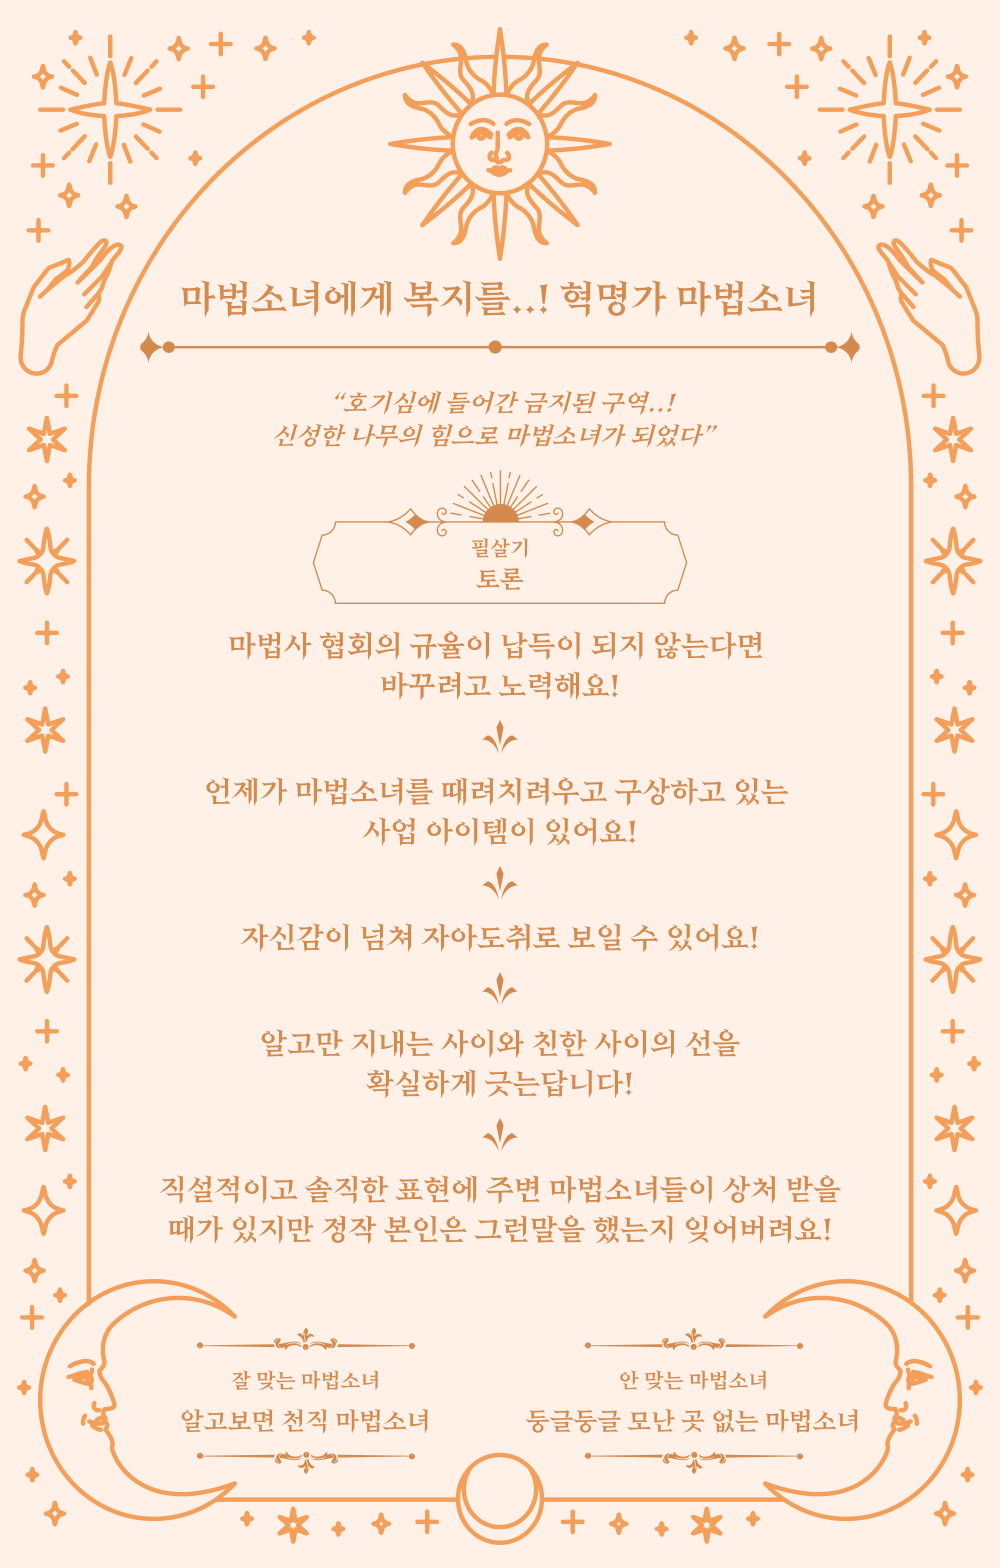 마법소녀에게 복지를..! 혁명가 마법소녀
“호기심에 들어간 금지된 구역..!
신성한 나무의 힘으로 마법소녀가 되었다”
필살기
토론
마법사 협회의 규율이 납득이 되지 않는다면
바꾸려고 노력해요!
언제가 마법소녀를 때려치려우고 구상하고 있는
사업 아이템이 있어요!
자신감이 넘쳐 자아도취로 보일 수 있어요!
알고만 지내는 사이와 친한 사이의 선을
확실하게 긋는답니다!
직설적이고 솔직한 표현에 주변 마법소녀들이 상처 받을
때가 있지만 정작 본인은 그런말을 했는지 잊어버려요!
잘 맞는 마법소녀
알고보면 천직 마법소녀
안 맞는 마법소녀
둥글둥글 모난 곳 없는 마법소녀